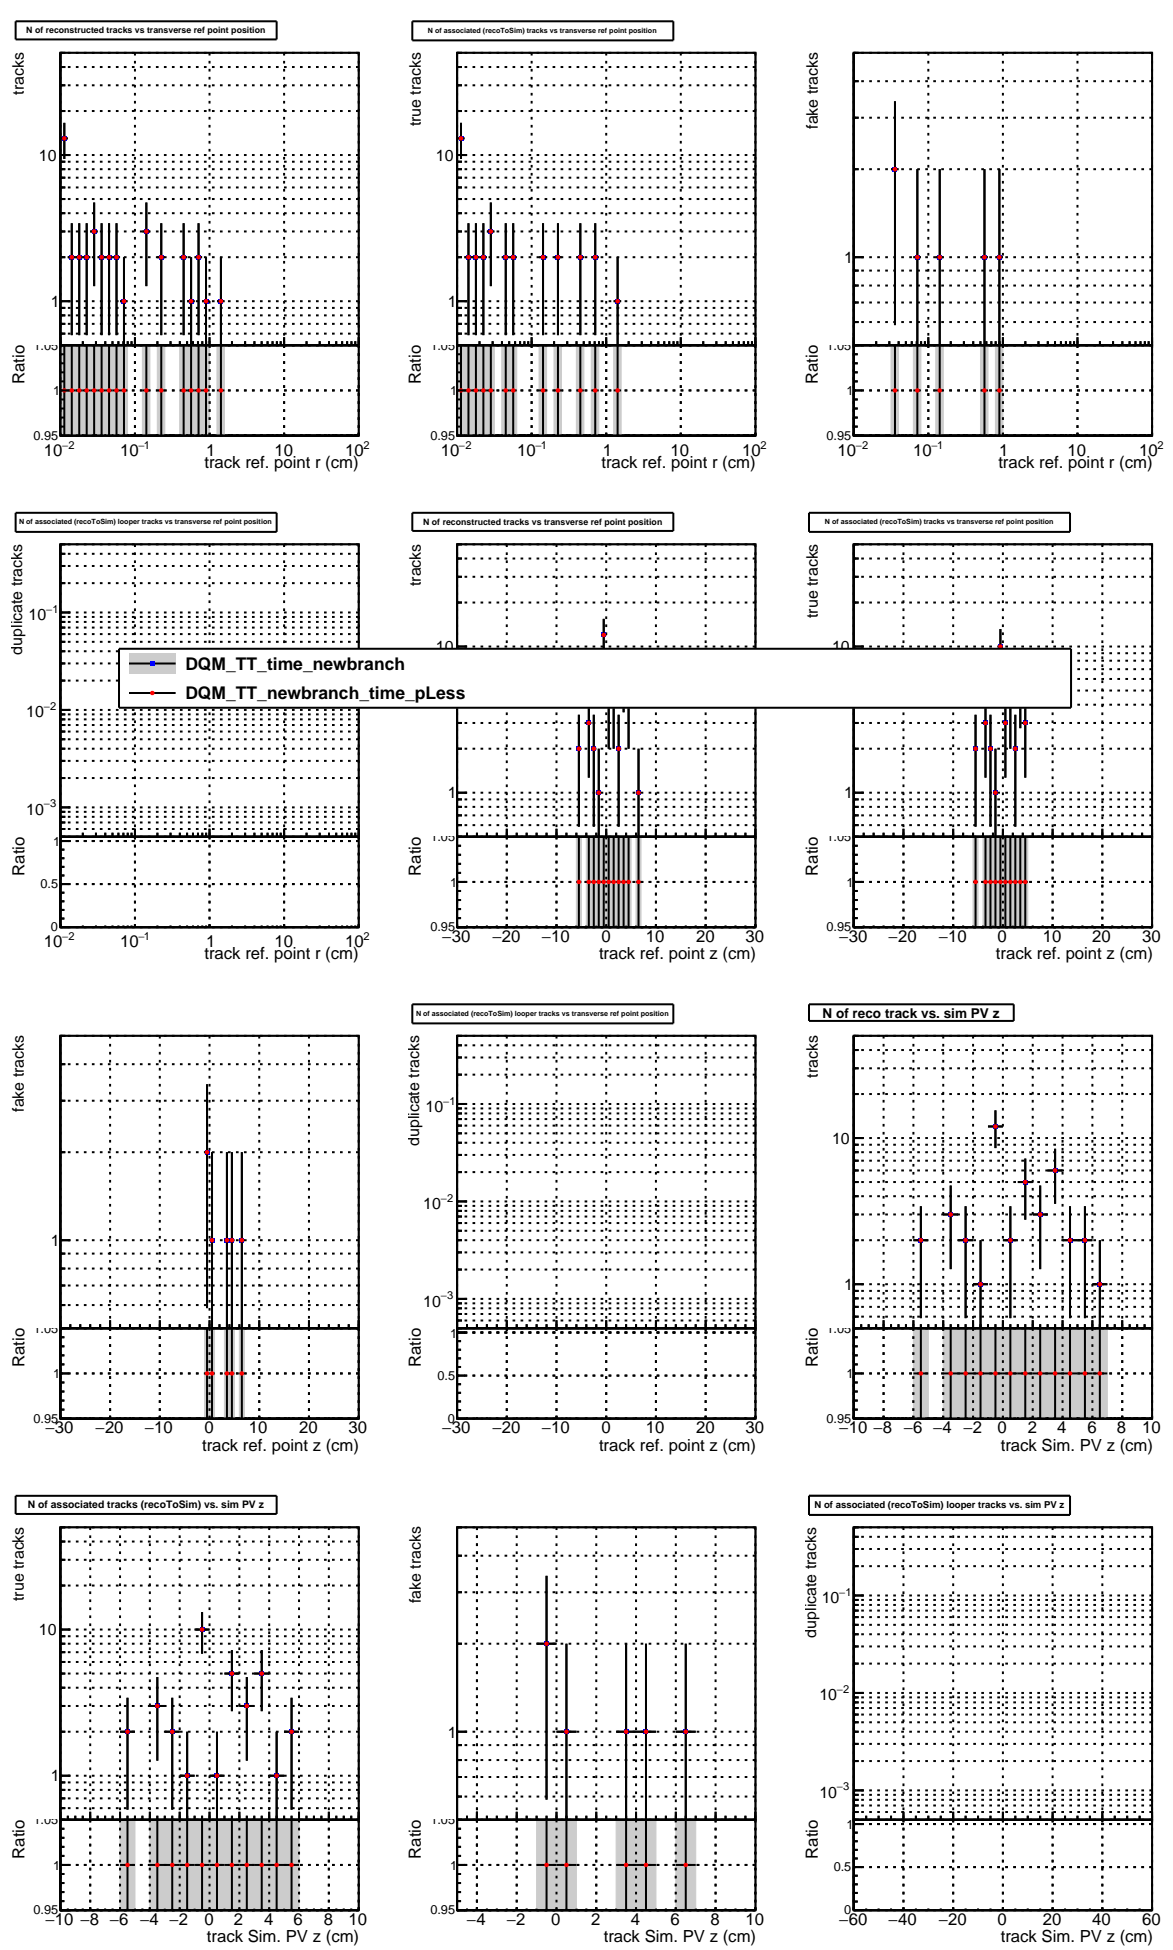 N of reconstructed tracks vs transverse ref point position
tracks
10
1
Ratio
1.05
1
0.95
10−2 10−1 1 10 102
track ref. point r (cm)
N of associated (recoToSim) tracks vs transverse ref point position
true tracks
10
1
Ratio
1.05
1
0.95
10−2 10−1 1 10 102
track ref. point r (cm)
fake tracks
1
Ratio
1.05
1
0.95
10−2 10−1 1 10 102
track ref. point r (cm)
N of associated (recoToSim) looper tracks vs transverse ref point position
duplicate tracks
10−1
10−2
10−3
Ratio
1
0.5
0
10−2 10−1 1 10 102
track ref. point r (cm)
N of reconstructed tracks vs transverse ref point position
tracks
10
1
Ratio
1.05
1
0.95
−30 −20 −10 0 10 20 30
track ref. point z (cm)
N of associated (recoToSim) tracks vs transverse ref point position
true tracks
10
1
Ratio
1.05
1
0.95
−30 −20 −10 0 10 20 30
track ref. point z (cm)
DQM_TT_time_newbranch
DQM_TT_newbranch_time_pLess
fake tracks
1
Ratio
1.05
1
0.95
−30 −20 −10 0 10 20 30
track ref. point z (cm)
N of associated (recoToSim) looper tracks vs transverse ref point position
duplicate tracks
10−1
10−2
10−3
Ratio
1
0.5
0
−30 −20 −10 0 10 20 30
track ref. point z (cm)
N of reco track vs. sim PV z
tracks
10
1
Ratio
1.05
1
0.95
−10 −8 −6 −4 −2 0 2 4 6 8 10
track Sim. PV z (cm)
N of associated tracks (recoToSim) vs. sim PV z
true tracks
10
1
Ratio
1.05
1
0.95
−10 −8 −6 −4 −2 0 2 4 6 8 10
track Sim. PV z (cm)
fake tracks
1
Ratio
1.05
1
0.95
−4 −2 0 2 4 6 8 10
track Sim. PV z (cm)
N of associated (recoToSim) looper tracks vs. sim PV z
duplicate tracks
10−1
10−2
10−3
Ratio
1
0.5
0
−60 −40 −20 0 20 40 60
track Sim. PV z (cm)